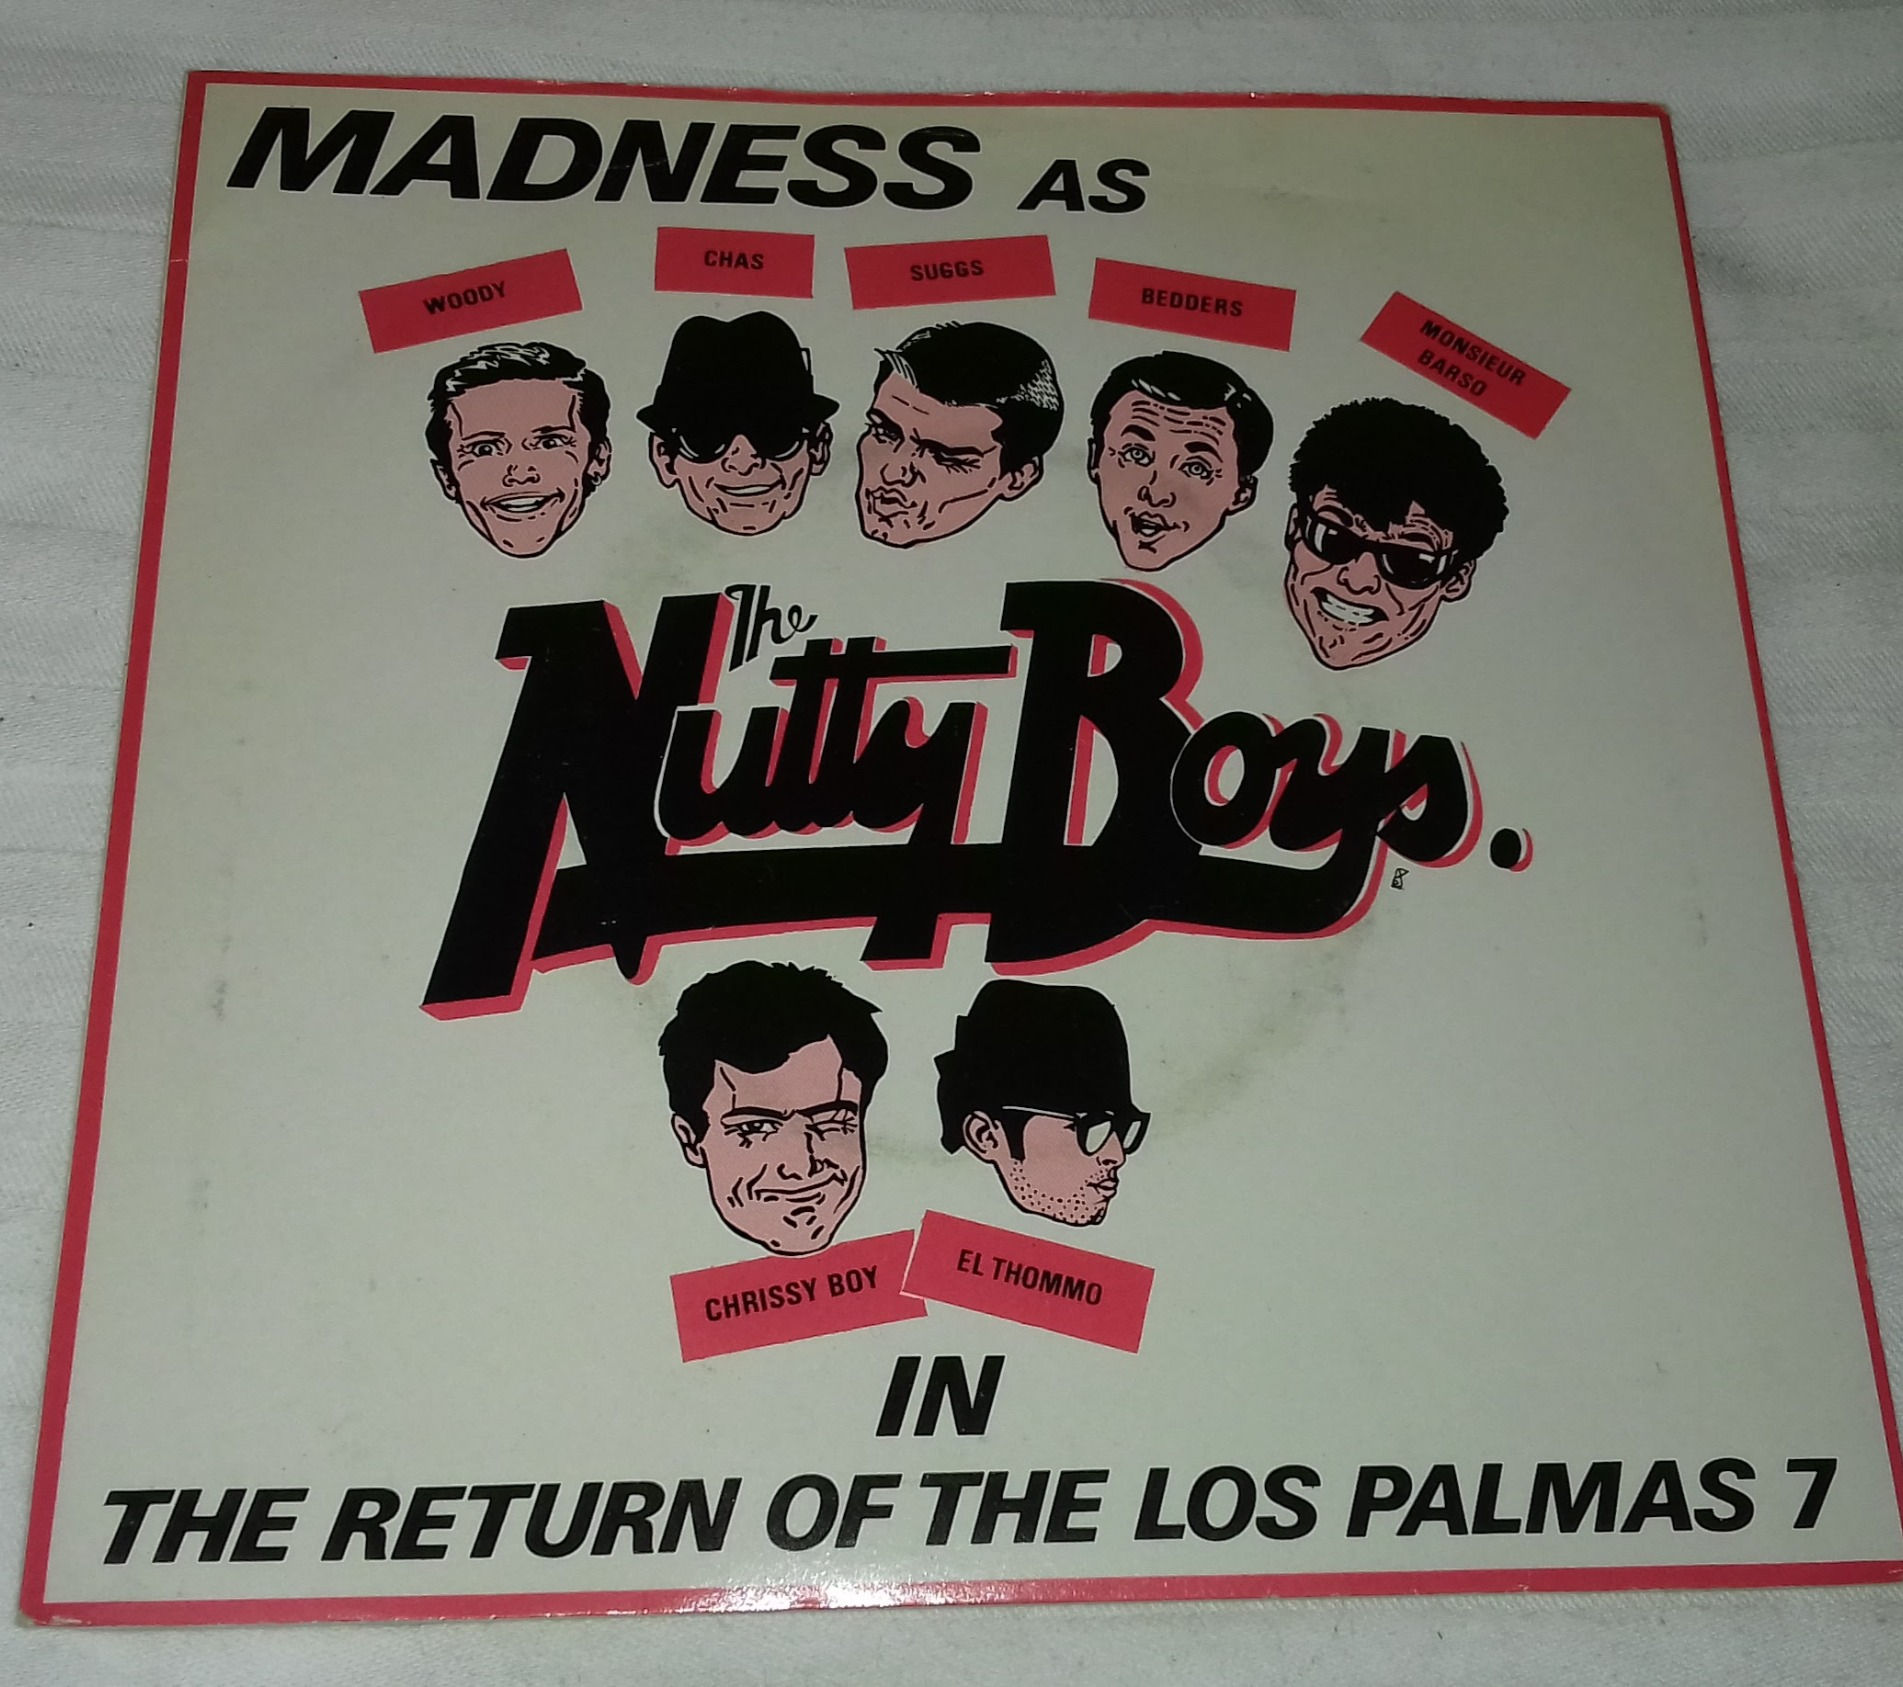 MADNESS AS
WOODY
CHAS
SUGGS
BEDDERS
MONSIEUR
BARSO
The
Nutty Boys.
CHRISSY BOY
EL THOMMO
IN
THE RETURN OF THE LOS PALMAS 7